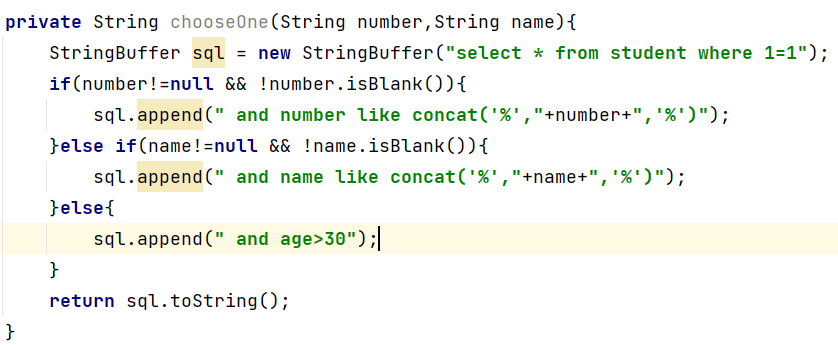 private String chooseOne(String number,String name){
    StringBuffer sql = new StringBuffer("select * from student where 1=1");
    if(number!=null && !number.isBlank()){
        sql.append(" and number like concat('%',"+number+",'%')");
    }else if(name!=null && !name.isBlank()){
        sql.append(" and name like concat('%',"+name+",'%')");
    }else{
        sql.append(" and age>30");
    }
    return sql.toString();
}